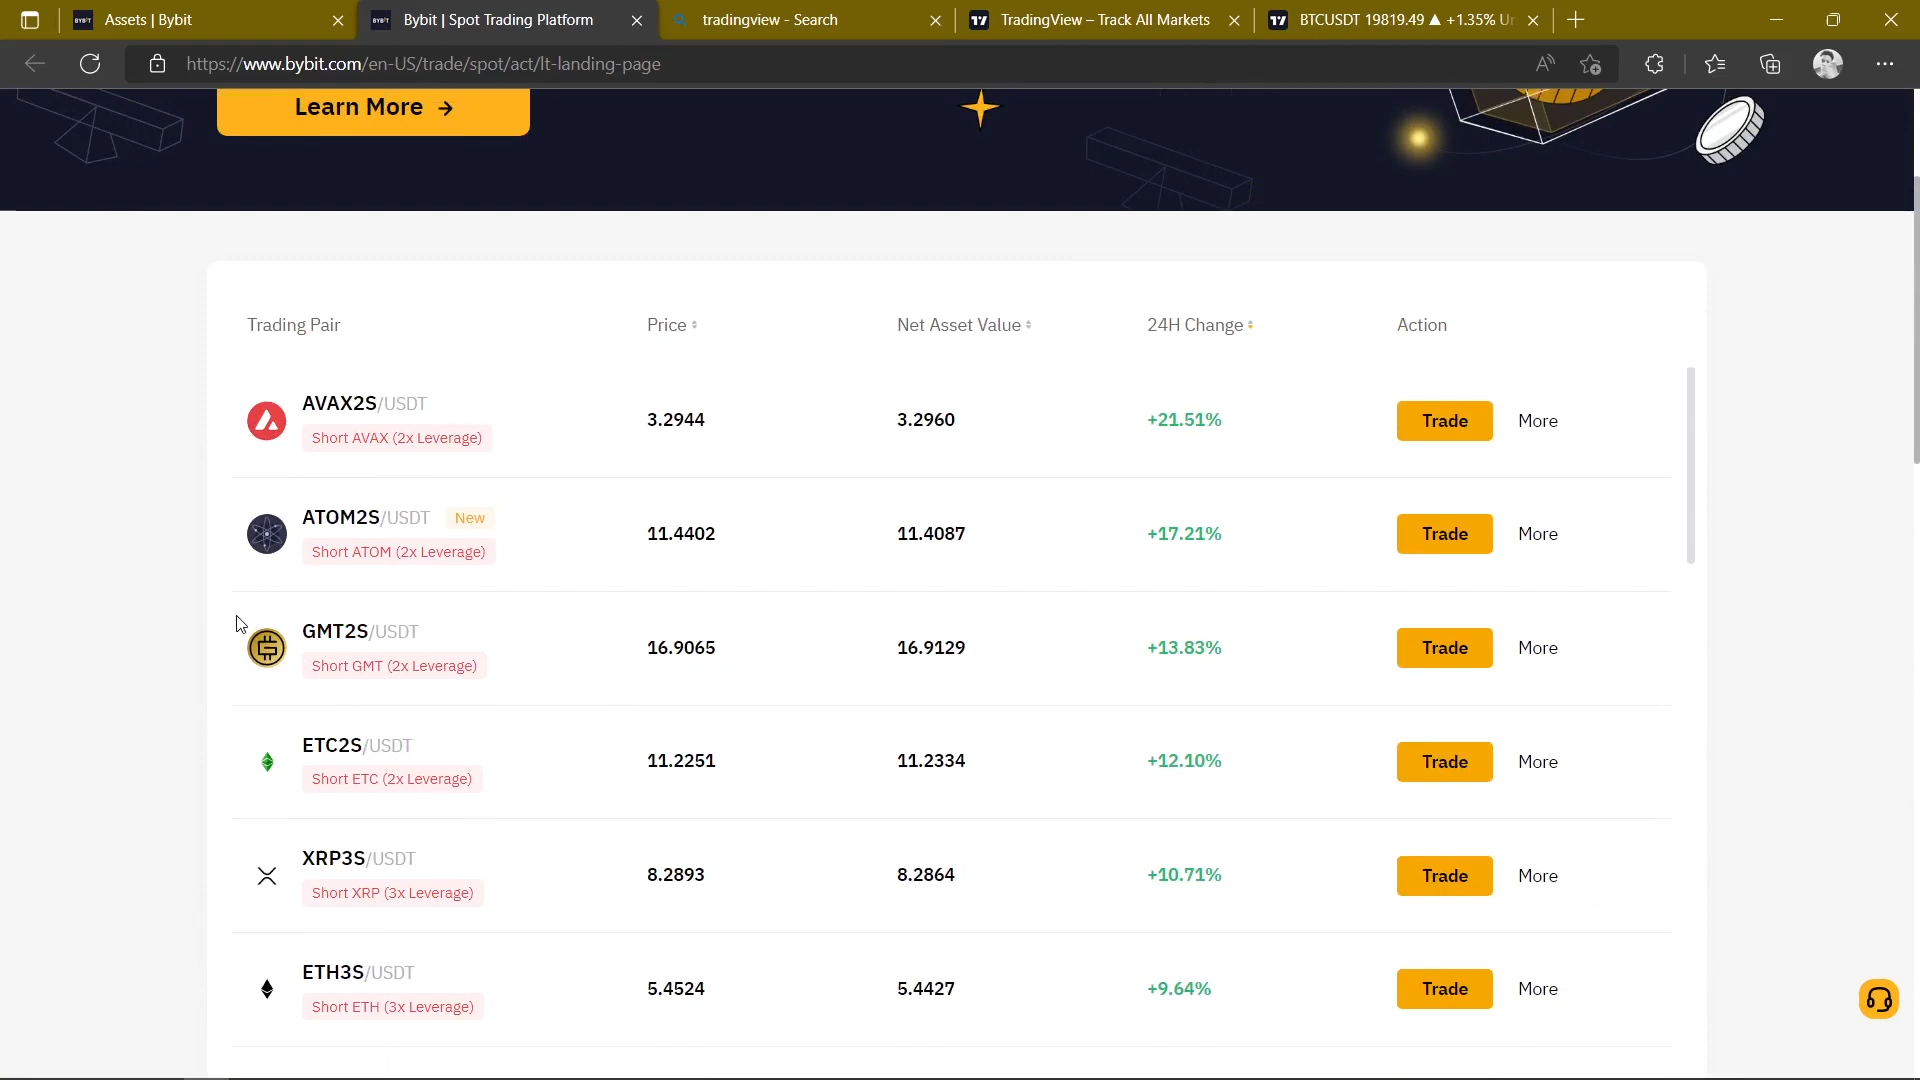 Assets | Bybit
Bybit | Spot Trading Platform
tradingview - Search
TradingView – Track All Markets
BTCUSDT 19819.49 ▲ +1.35% Un
https://www.bybit.com/en-US/trade/spot/act/lt-landing-page
Learn More →
Trading Pair Price Net Asset Value 24H Change Action
AVAX2S/USDT
Short AVAX (2x Leverage)
3.2944 3.2960 +21.51% Trade More
ATOM2S/USDT New
Short ATOM (2x Leverage)
11.4402 11.4087 +17.21% Trade More
GMT2S/USDT
Short GMT (2x Leverage)
16.9065 16.9129 +13.83% Trade More
ETC2S/USDT
Short ETC (2x Leverage)
11.2251 11.2334 +12.10% Trade More
XRP3S/USDT
Short XRP (3x Leverage)
8.2893 8.2864 +10.71% Trade More
ETH3S/USDT
Short ETH (3x Leverage)
5.4524 5.4427 +9.64% Trade More